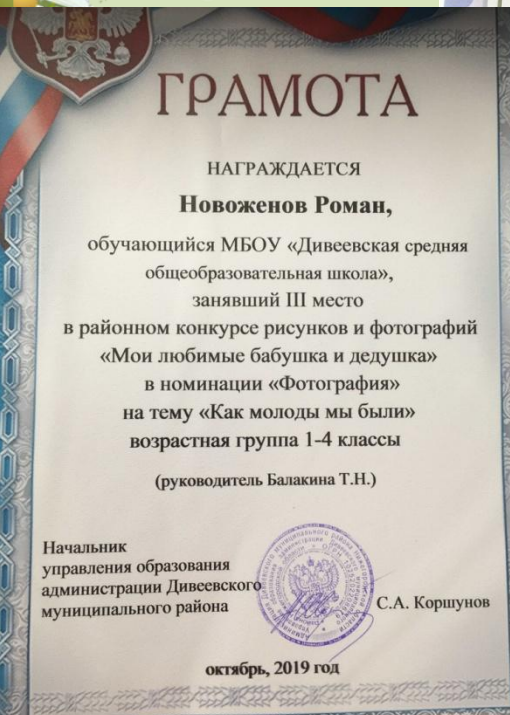 ГРАМОТА
НАГРАЖДАЕТСЯ
Новоженов Роман,
обучающийся МБОУ «Дивеевская средняя
общеобразовательная школа»,
занявший III место
в районном конкурсе рисунков и фотографий
«Мои любимые бабушка и дедушка»
в номинации «Фотография»
на тему «Как молоды мы были»
возрастная группа 1-4 классы
(руководитель Балакина Т.Н.)
Начальник
управления образования
администрации Дивеевского
муниципального района
С.А. Коршунов
октябрь, 2019 год